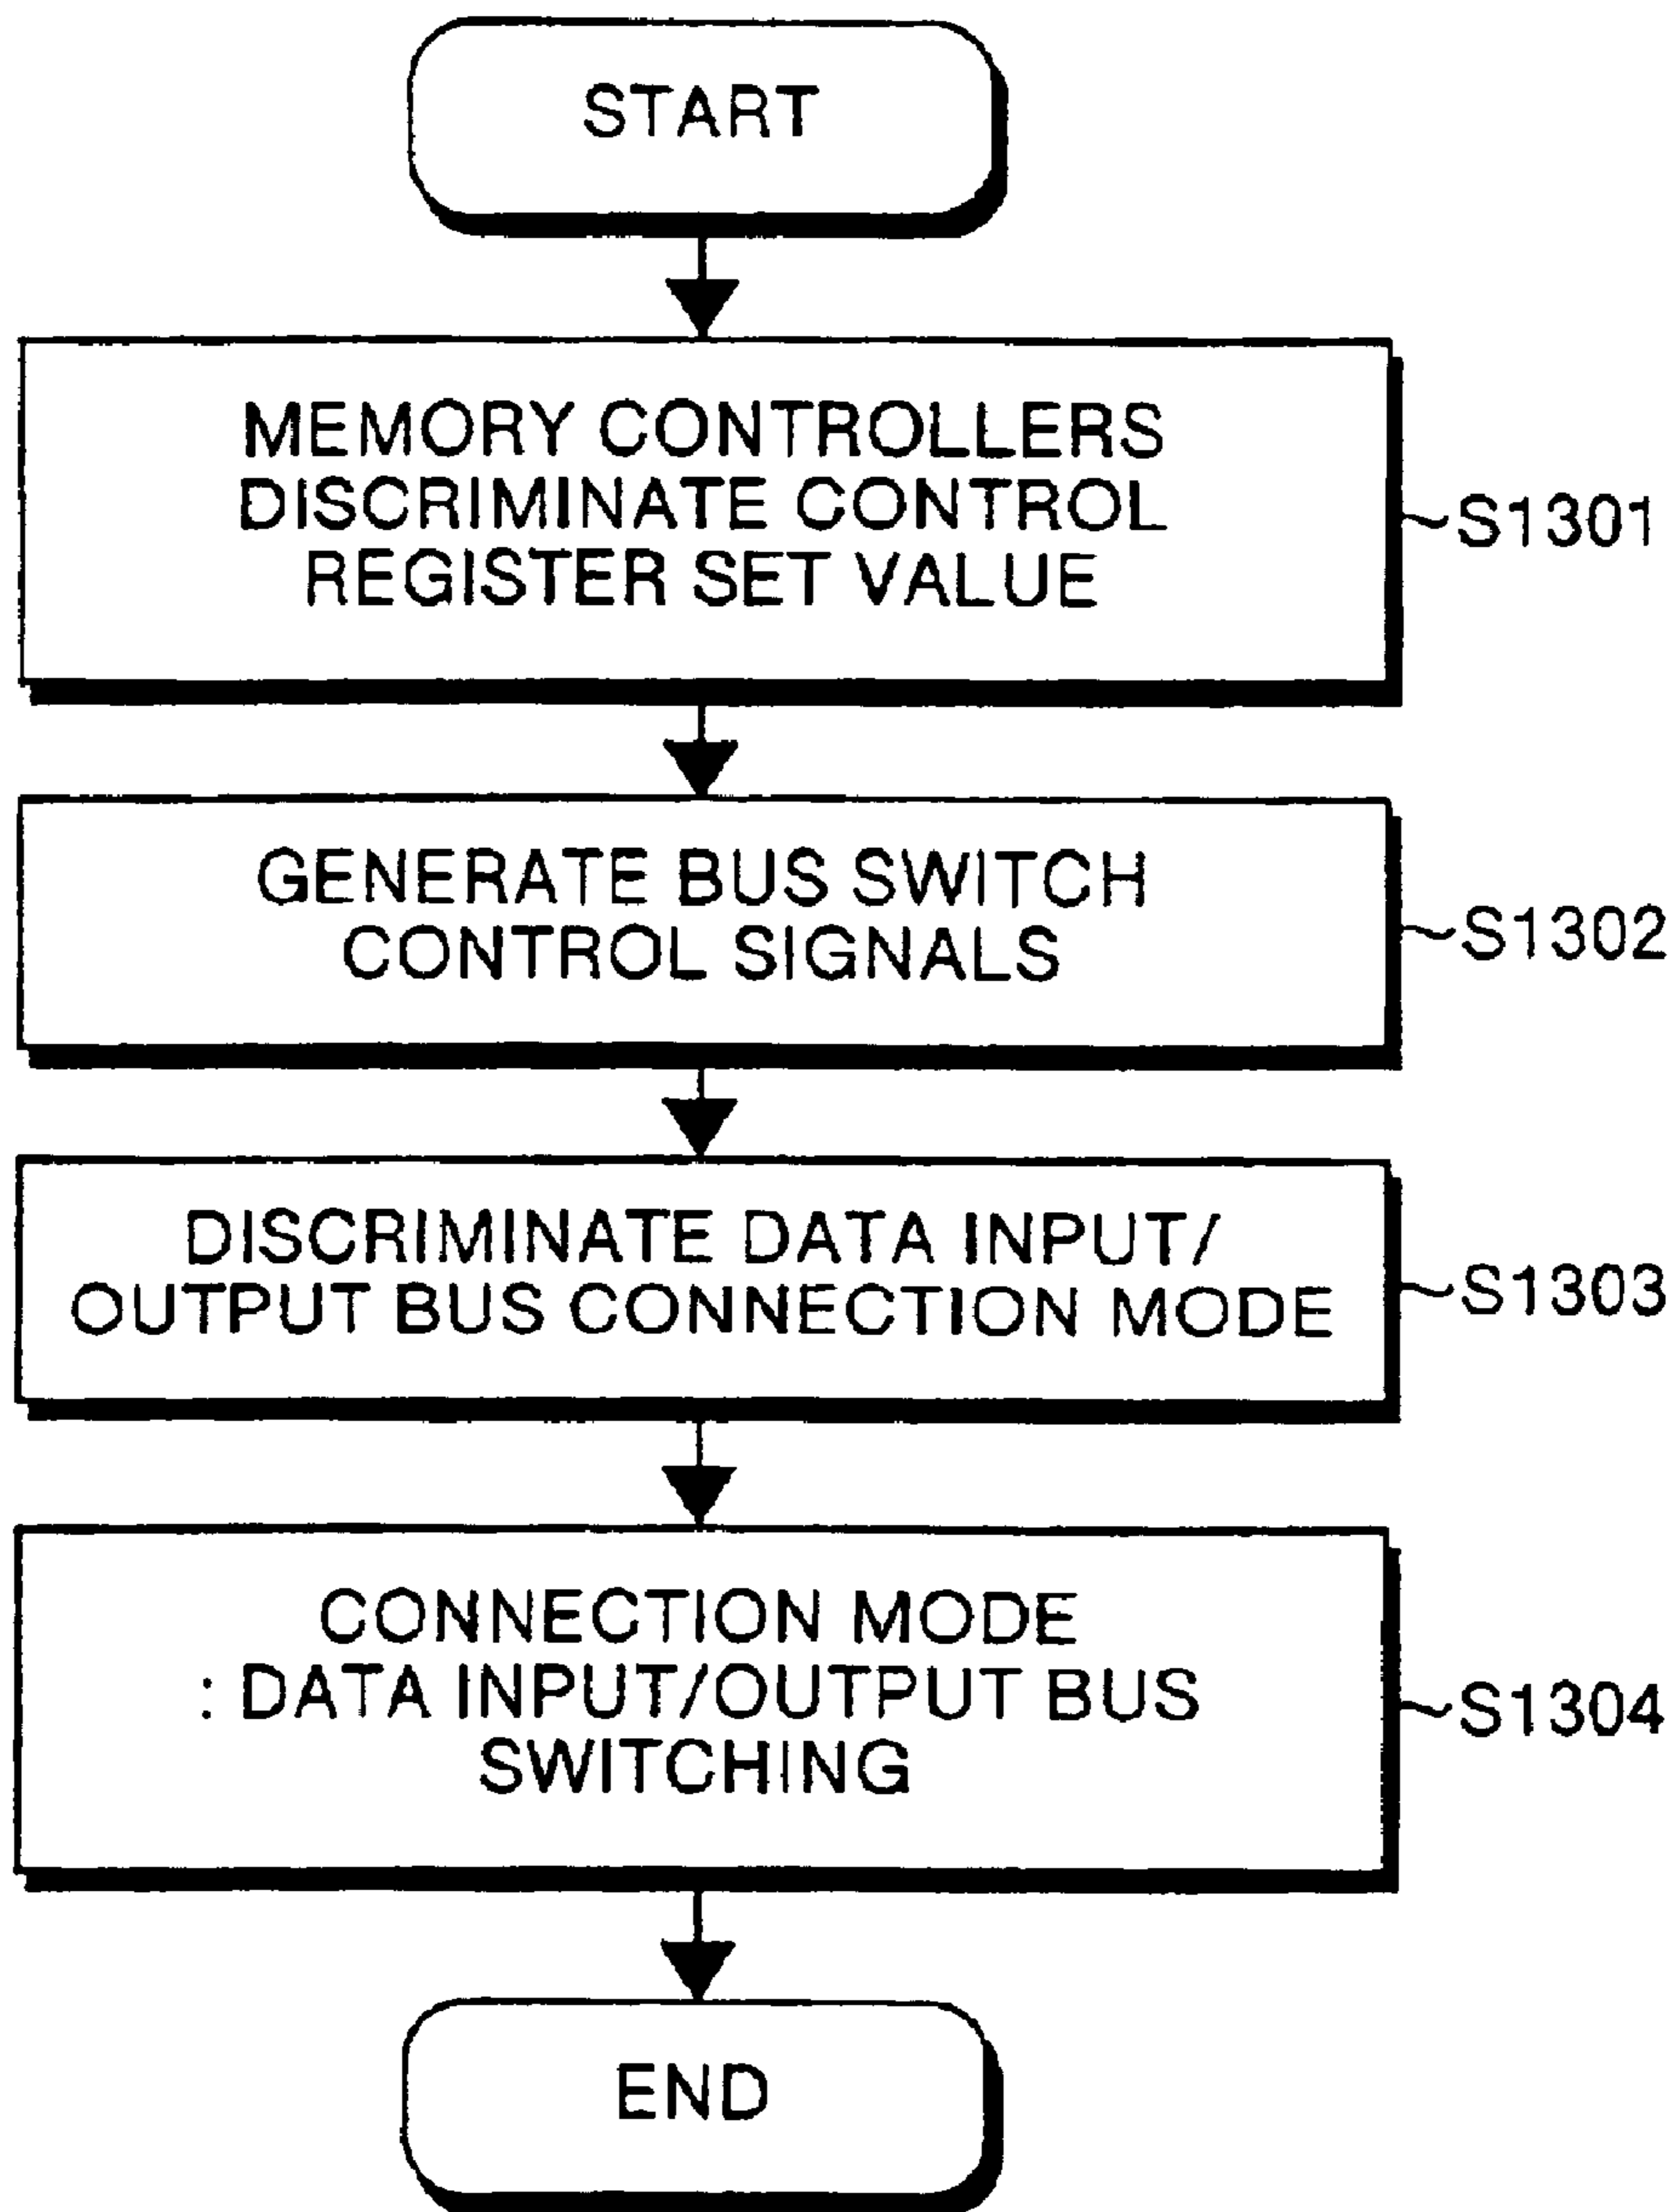 START
MEMORY CONTROLLERS
DISCRIMINATE CONTROL
REGISTER SET VALUE
S1301
GENERATE BUS SWITCH
CONTROL SIGNALS
S1302
DISCRIMINATE DATA INPUT/
OUTPUT BUS CONNECTION MODE
S1303
CONNECTION MODE
: DATA INPUT/OUTPUT BUS
SWITCHING
S1304
END